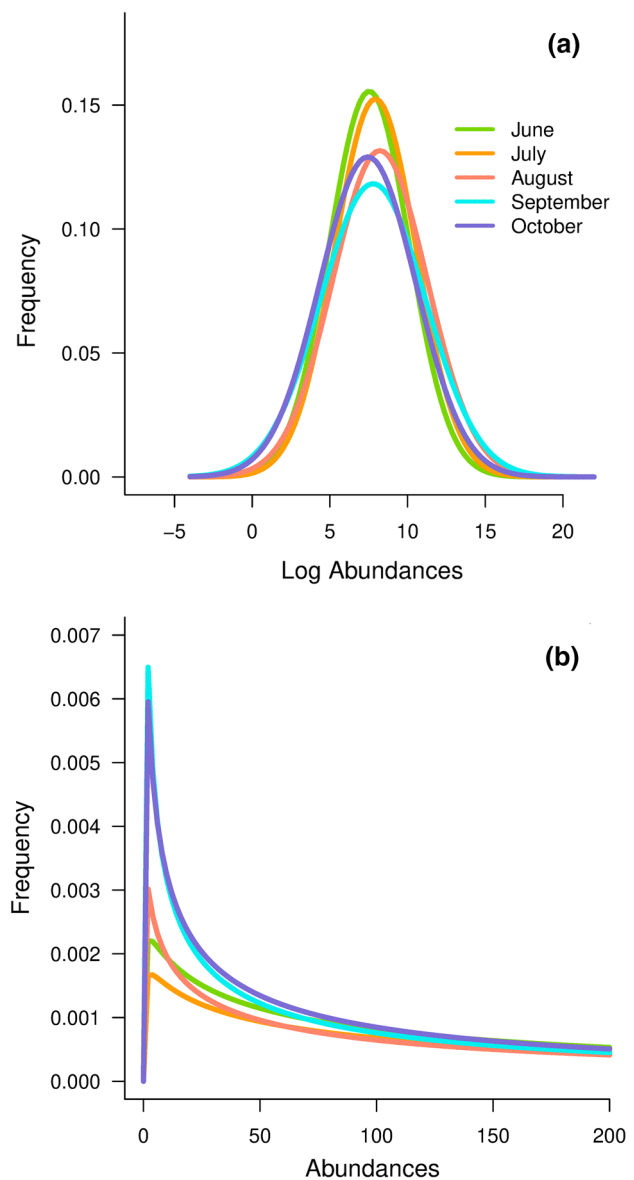 (a)
0.15
0.10
0.05
0.00
Frequency
June
July
August
September
October
−5 0 5 10 15 20
Log Abundances
(b)
0.007
0.006
0.005
0.004
0.003
0.002
0.001
0.000
Frequency
0 50 100 150 200
Abundances